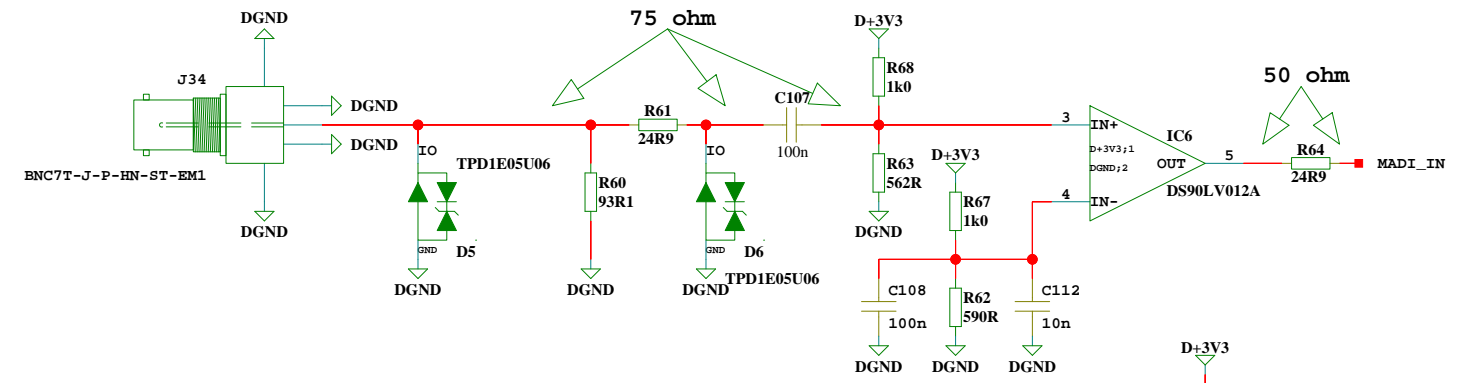 DGND
75 ohm
D+3V3
J34
R68
1k0
50 ohm
DGND
C107
R61
24R9
100n
3
IN+
IC6
D+3V3;1
DGND;2
OUT
5
R64
24R9
MADI_IN
DGND
IO
TPD1E05U06
IO
R63
562R
D+3V3
DS90LV012A
BNC7T-J-P-HN-ST-EM1
R60
93R1
4
IN-
R67
1k0
DGND
GND
D5
GND
D6
DGND
TPD1E05U06
DGND
DGND
DGND
C108
100n
R62
590R
C112
10n
DGND
DGND
DGND
D+3V3